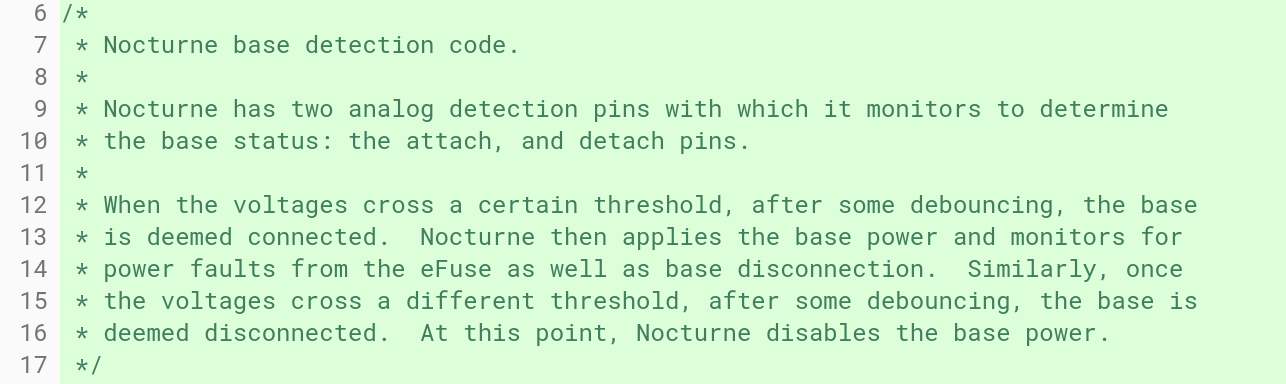 6 /*
7  * Nocturne base detection code.
8  *
9  * Nocturne has two analog detection pins with which it monitors to determine
10  * the base status: the attach, and detach pins.
11  *
12  * When the voltages cross a certain threshold, after some debouncing, the base
13  * is deemed connected.  Nocturne then applies the base power and monitors for
14  * power faults from the eFuse as well as base disconnection.  Similarly, once
15  * the voltages cross a different threshold, after some debouncing, the base is
16  * deemed disconnected.  At this point, Nocturne disables the base power.
17  */